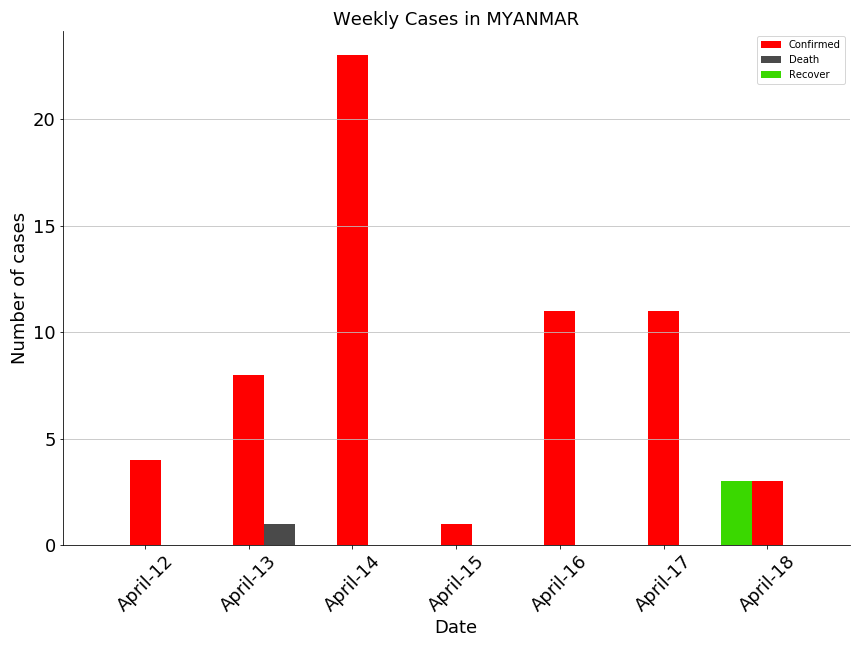 Weekly Cases in MYANMAR
Confirmed
Death
Recover
Number of cases
20
15
10
5
0
April-12
April-13
April-14
April-15
April-16
April-17
April-18
Date